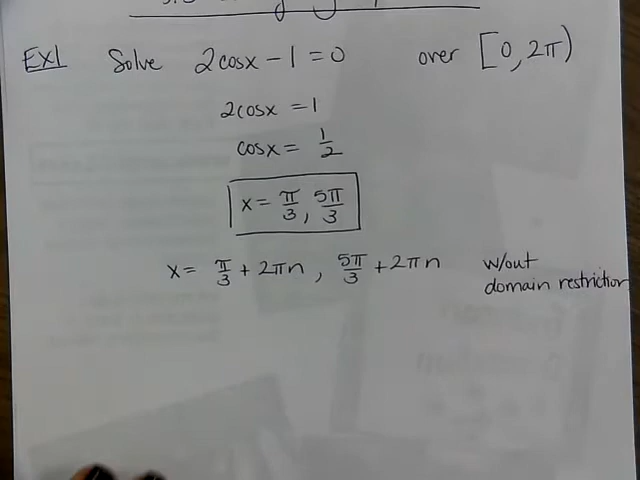 Ex1 Solve 2cosx - 1 = 0 over [0, 2π)
2cosx = 1
cosx = 1/2
x = π/3, 5π/3
x = π/3 + 2πn, 5π/3 + 2πn w/out
domain restriction